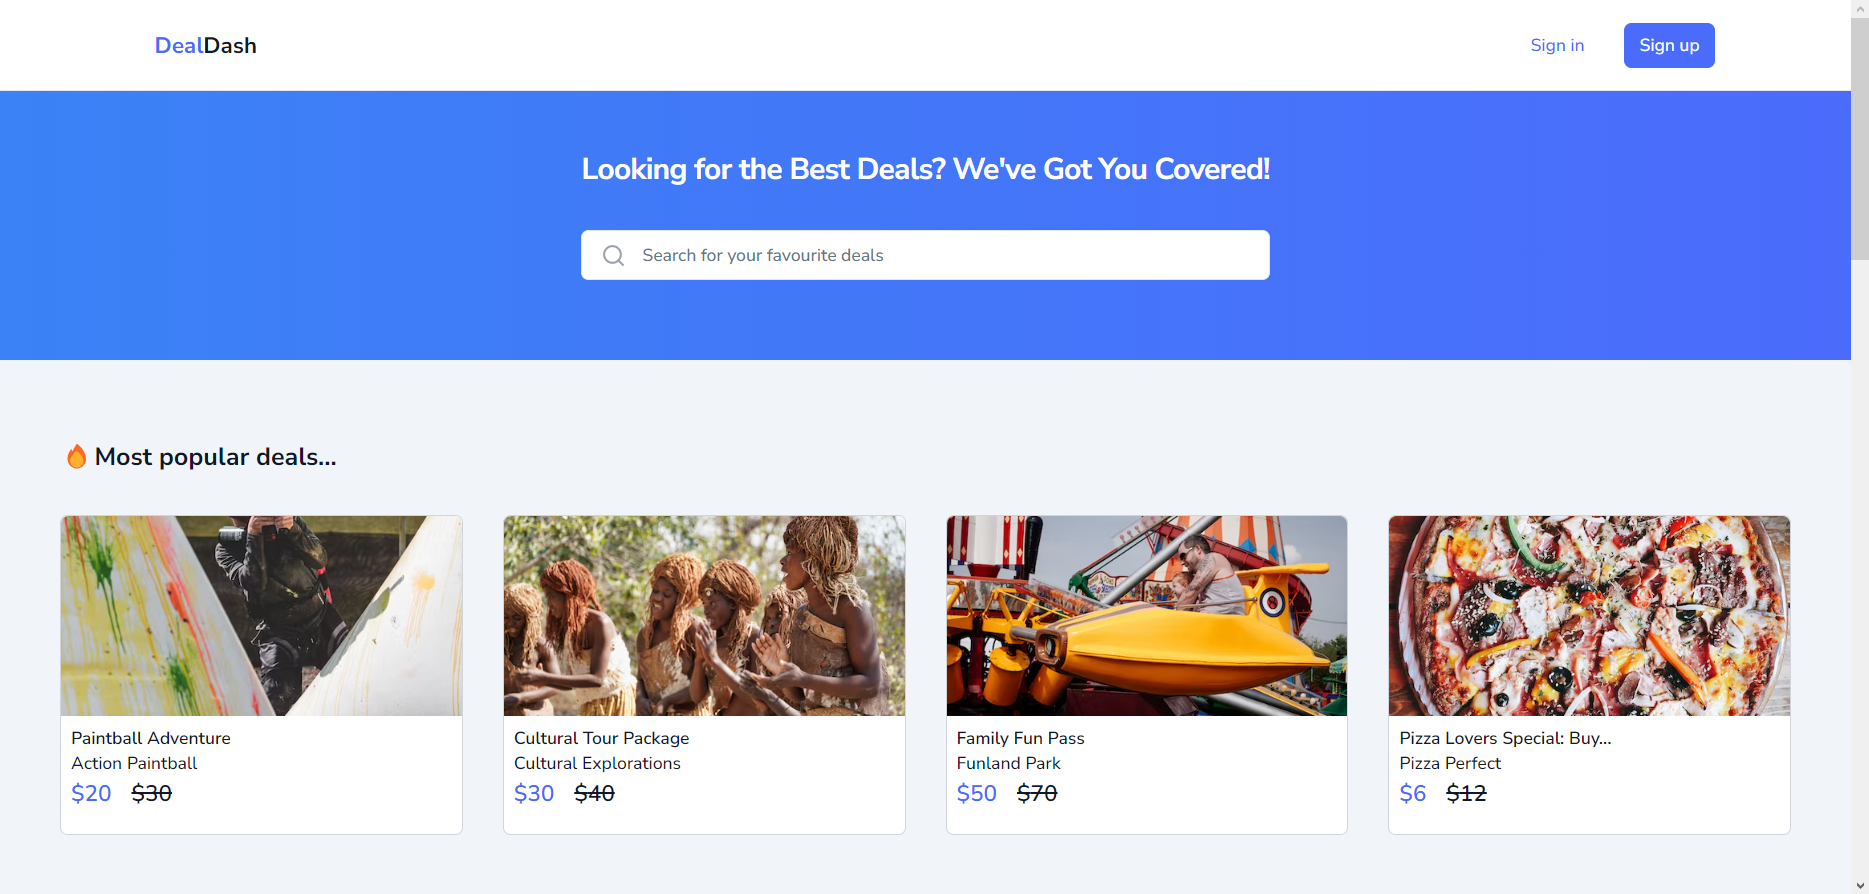 DealDash
Sign in
Sign up
Looking for the Best Deals? We've Got You Covered!
Search for your favourite deals
🔥 Most popular deals...
Paintball Adventure
Action Paintball
$20 $30
Cultural Tour Package
Cultural Explorations
$30 $40
Family Fun Pass
Funland Park
$50 $70
Pizza Lovers Special: Buy...
Pizza Perfect
$6 $12